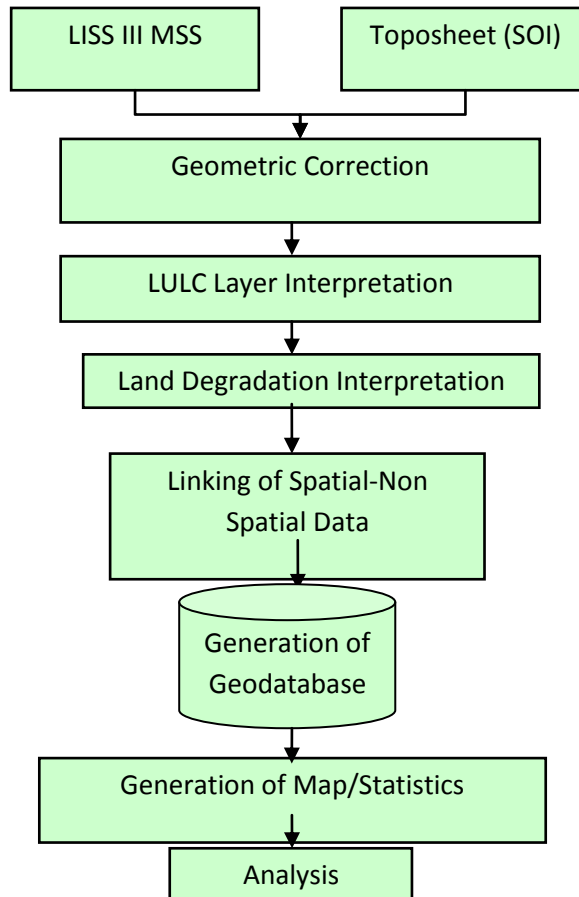 LISS III MSS
Toposheet (SOI)
Geometric Correction
LULC Layer Interpretation
Land Degradation Interpretation
Linking of Spatial-Non
Spatial Data
Generation of
Geodatabase
Generation of Map/Statistics
Analysis